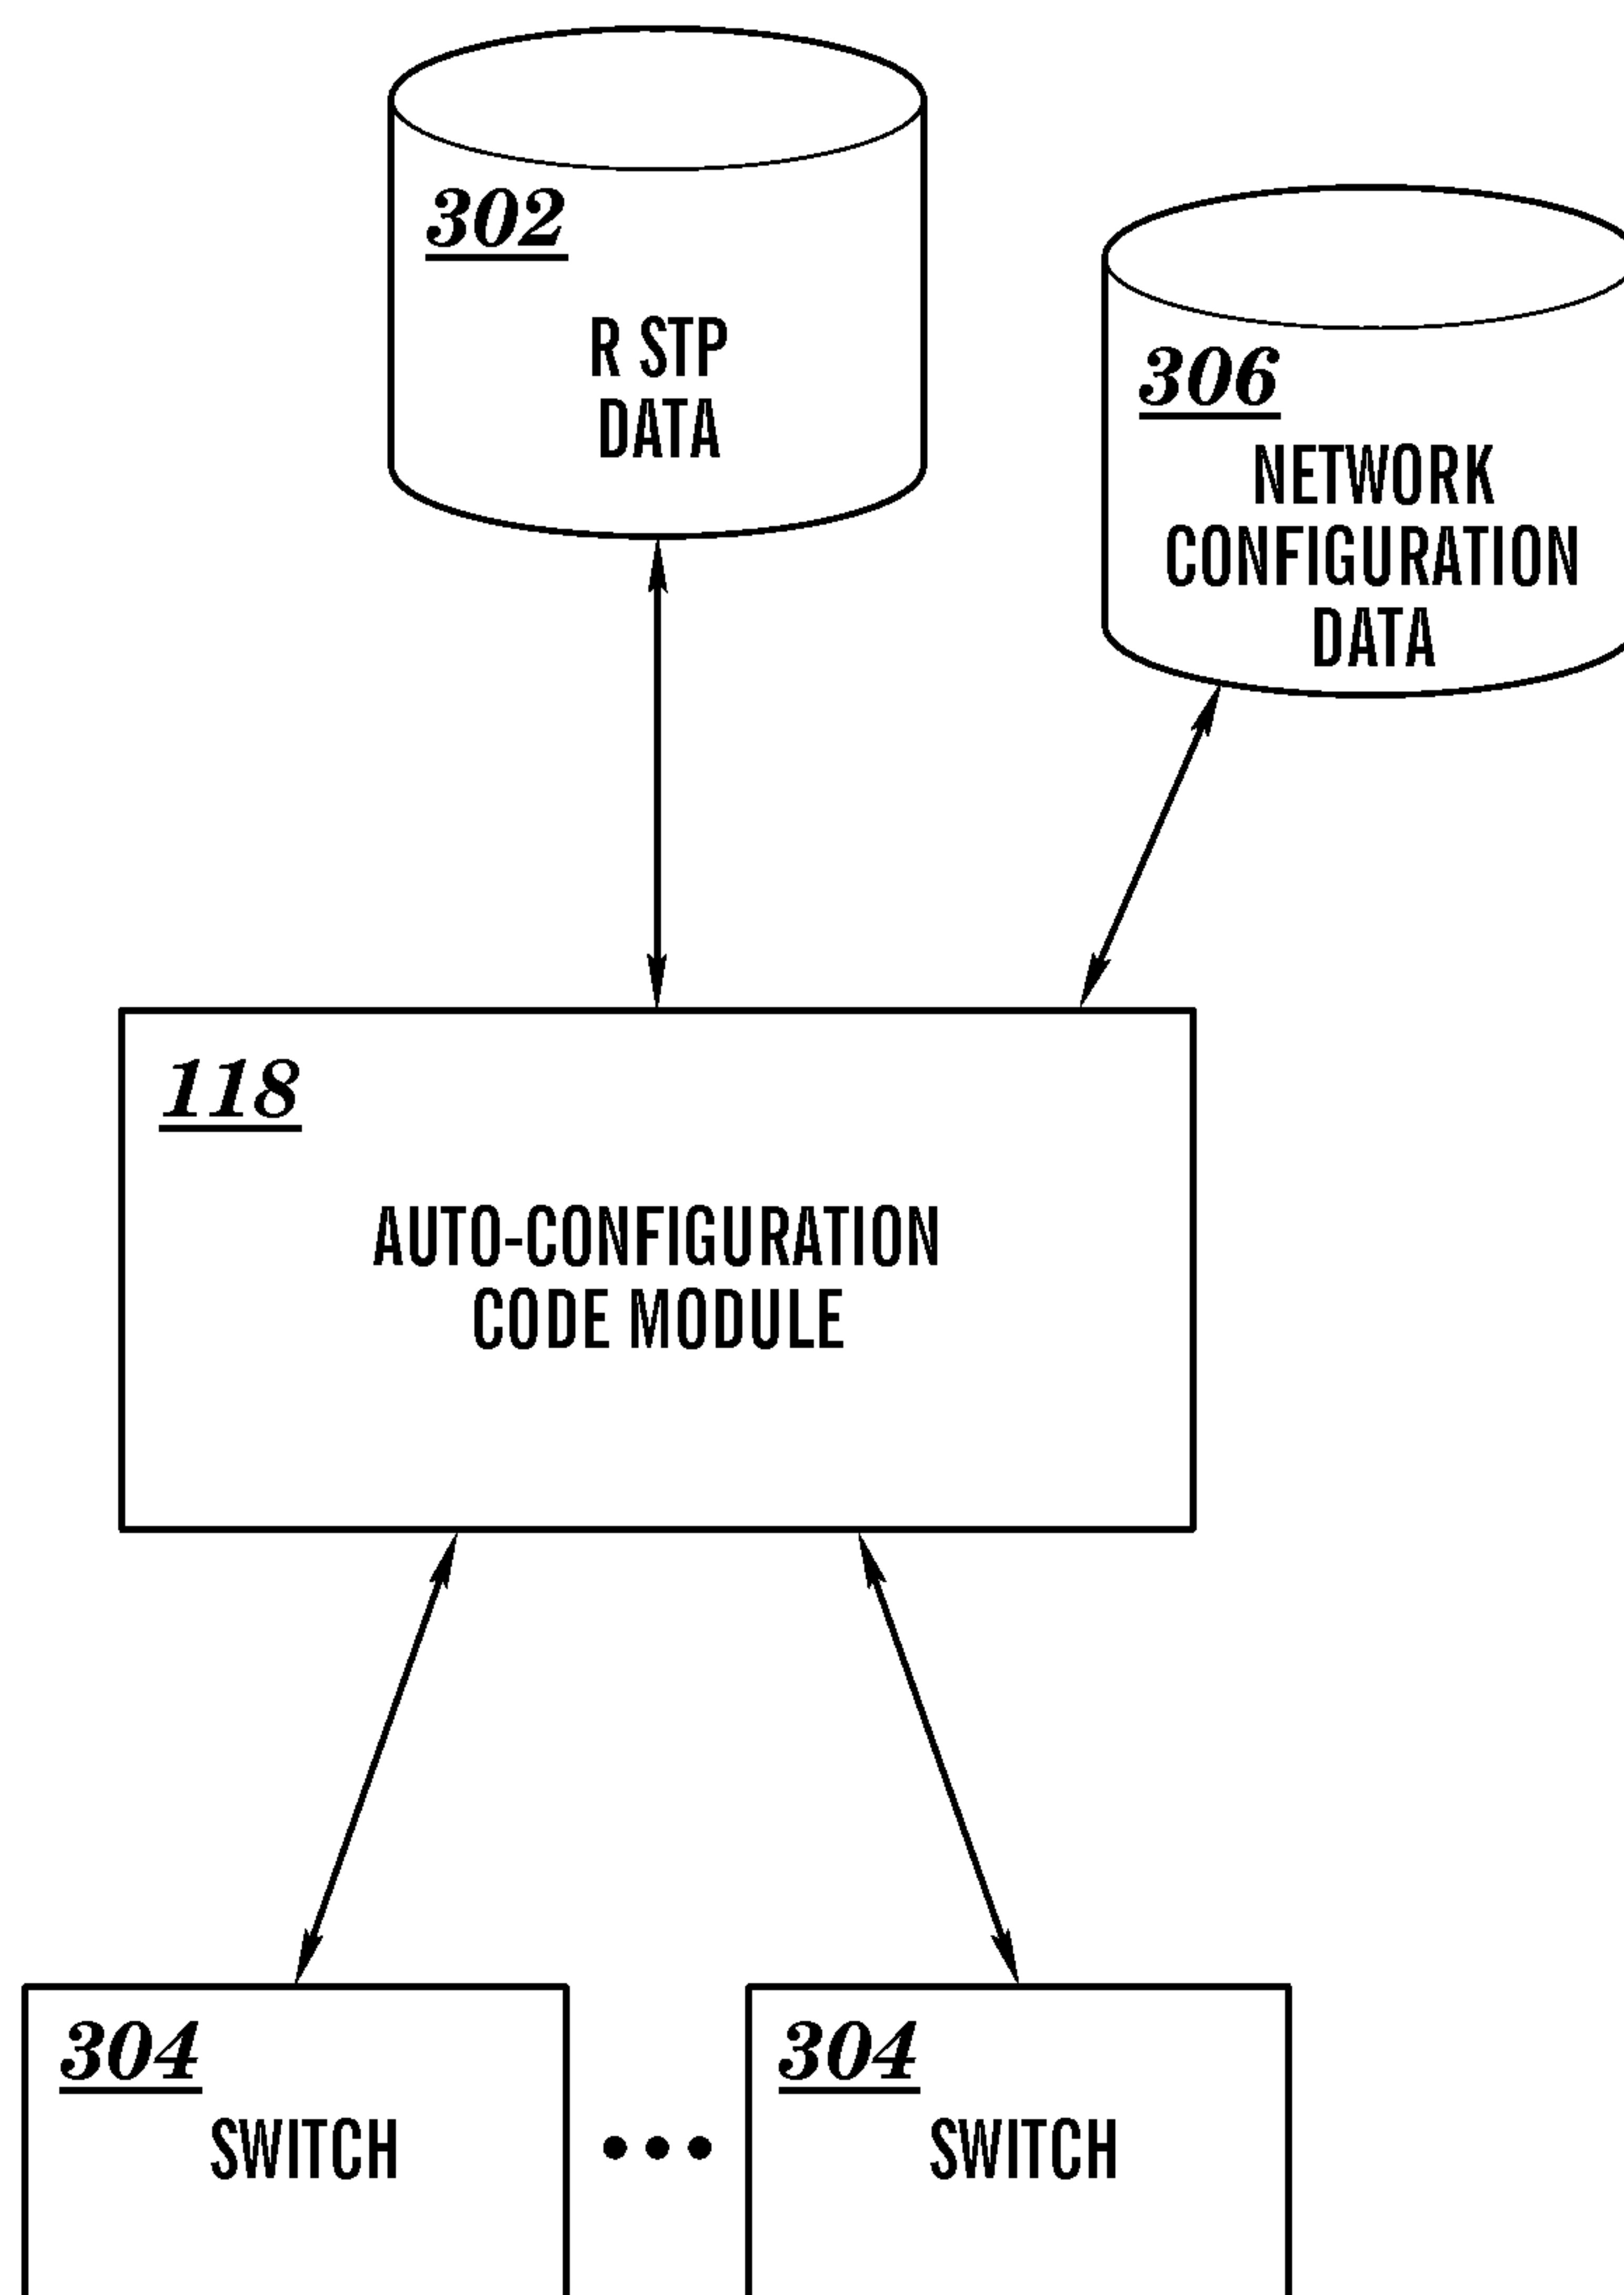 302
R STP
DATA
306
NETWORK
CONFIGURATION
DATA
118
AUTO-CONFIGURATION
CODE MODULE
304
SWITCH
304
SWITCH